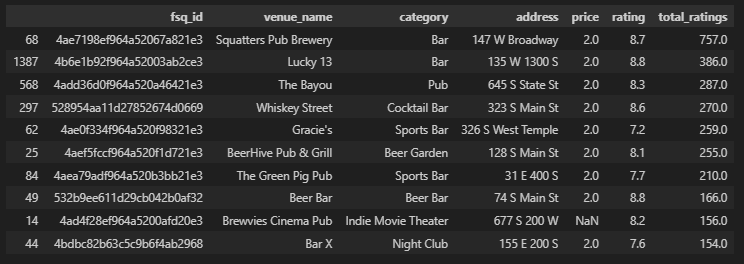 fsq_id venue_name category address price rating total_ratings
68 4ae7198ef964a52067a821e3 Squatters Pub Brewery Bar 147 W Broadway 2.0 8.7 757.0
1387 4b6e1b92f964a52003ab2ce3 Lucky 13 Bar 135 W 1300 S 2.0 8.8 386.0
568 4add36d0f964a520a46421e3 The Bayou Pub 645 S State St 2.0 8.3 287.0
297 528954aa11d27852674d0669 Whiskey Street Cocktail Bar 323 S Main St 2.0 8.6 270.0
62 4ae0f334f964a520f98321e3 Gracie's Sports Bar 326 S West Temple 2.0 7.2 259.0
25 4aef5fccf964a520f1d721e3 BeerHive Pub & Grill Beer Garden 128 S Main St 2.0 8.1 255.0
84 4aea79adf964a520b3bb21e3 The Green Pig Pub Sports Bar 31 E 400 S 2.0 7.7 210.0
49 532b9ee611d29cb042b0af32 Beer Bar Beer Bar 74 S Main St 2.0 8.8 166.0
14 4ad4f28ef964a5200afd20e3 Brewvies Cinema Pub Indie Movie Theater 677 S 200 W NaN 8.2 156.0
44 4bdbc82b63c5c9b6f4ab2968 Bar X Night Club 155 E 200 S 2.0 7.6 154.0